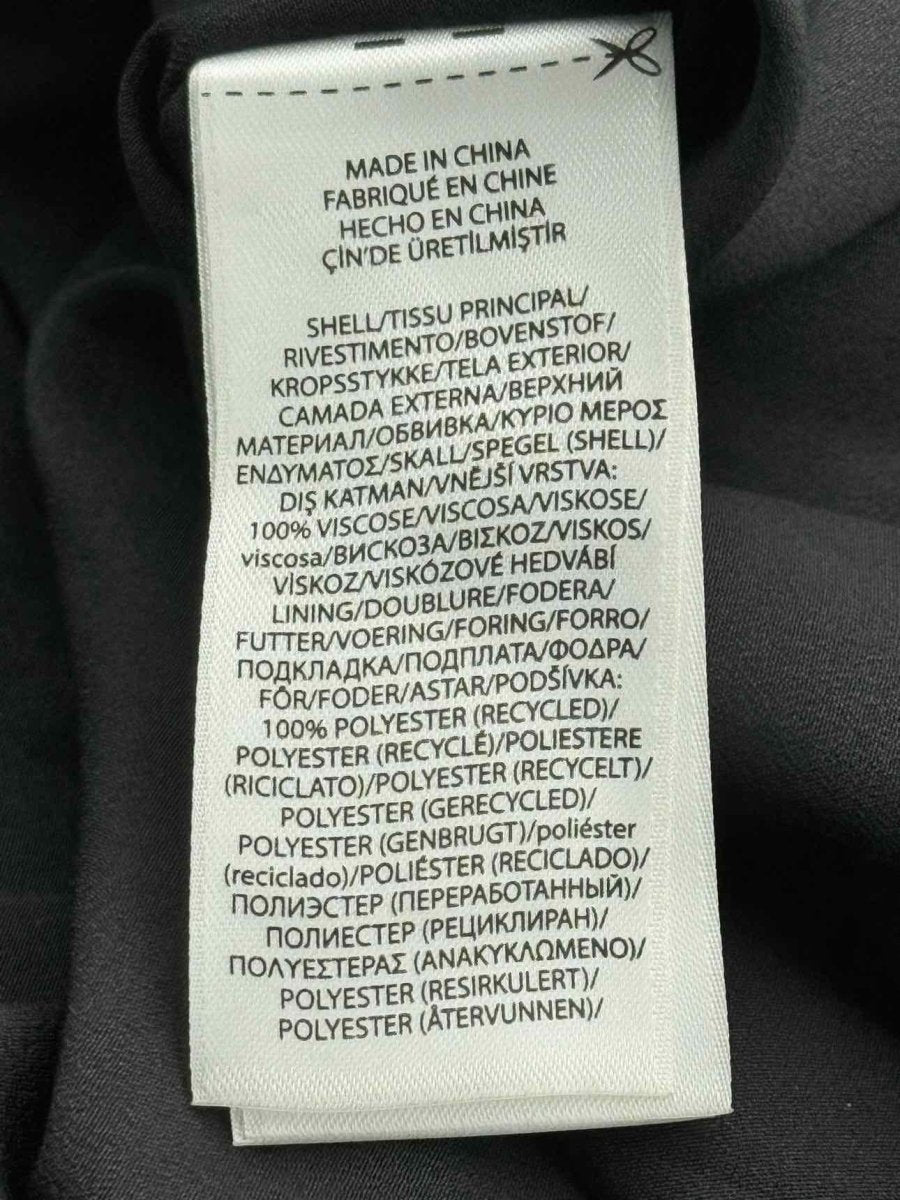 MADE IN CHINA
FABRIQUÉ EN CHINE
HECHO EN CHINA
ÇİN'DE ÜRETİLMİŞTİR
SHELL/TISSU PRINCIPAL/
RIVESTIMENTO/BOVENSTOF/
KROPSSTYKKE/TELA EXTERIOR/
CAMADA EXTERNA/ВЕРХНИЙ
МАТЕРИАЛ/ОБВИВКА/ΚΥΡΙΟ ΜΕΡΟΣ
ΕΝΔΥΜΑΤΟΣ/SKALL/SPEGEL (SHELL)/
DIŞ KATMAN/VNĚJŠÍ VRSTVA:
100% VISCOSE/VISCOSA/VISKOSE/
viscosa/ВИСКОЗА/ΒΙΣΚΟΖ/VISKOS/
VİSKOZ/VISKÓZOVÉ HEDVÁBÍ
LINING/DOUBLURE/FODERA/
FUTTER/VOERING/FORING/FORRO/
ПОДКЛАДКА/ПОДПЛАТА/ΦΟΔΡΑ/
FÔR/FODER/ASTAR/PODŠÍVKA:
100% POLYESTER (RECYCLED)/
POLYESTER (RECYCLÉ)/POLIESTERE
(RICICLATO)/POLYESTER (RECYCELT)/
POLYESTER (GERECYCLED)/
POLYESTER (GENBRUGT)/poliéster
(reciclado)/POLIÉSTER (RECICLADO)/
ПОЛИЭСТЕР (ПЕРЕРАБОТАННЫЙ)/
ПОЛИЕСТЕР (РЕЦИКЛИРАН)/
ΠΟΛΥΕΣΤΕΡΑΣ (ΑΝΑΚΥΚΛΩΜΕΝΟ)/
POLYESTER (RESIRKULERT)/
POLYESTER (ÅTERVUNNEN)/